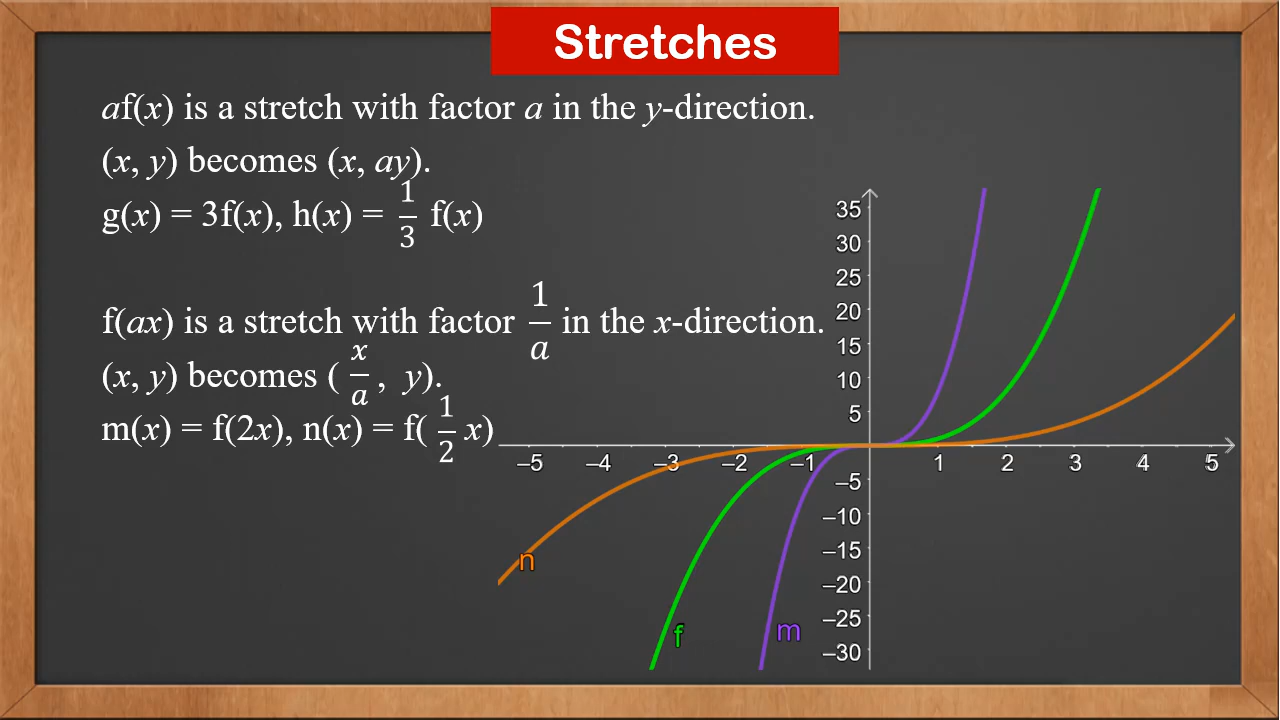 Stretches
af(x) is a stretch with factor a in the y-direction.
(x, y) becomes (x, ay).
g(x) = 3f(x), h(x) = 1/3 f(x)
f(ax) is a stretch with factor 1/a in the x-direction.
(x, y) becomes ( x/a , y).
m(x) = f(2x), n(x) = f( 1/2 x)
35
30
25
20
15
10
5
–5 –4 –3 –2 –1 1 2 3 4 5
–5
–10
–15
–20
–25
–30
n
f
m